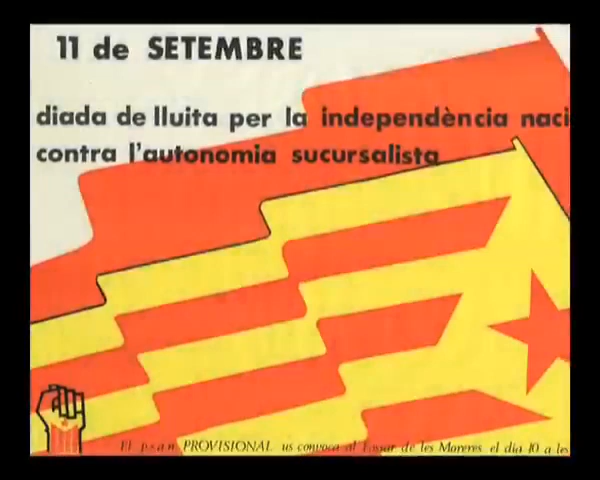 11 de SETEMBRE
diada de lluita per la independència naci
contra l'autonomia sucursalista
El psan PROVISIONAL us convoca al Fossar de les Moreres el dia 10 a les